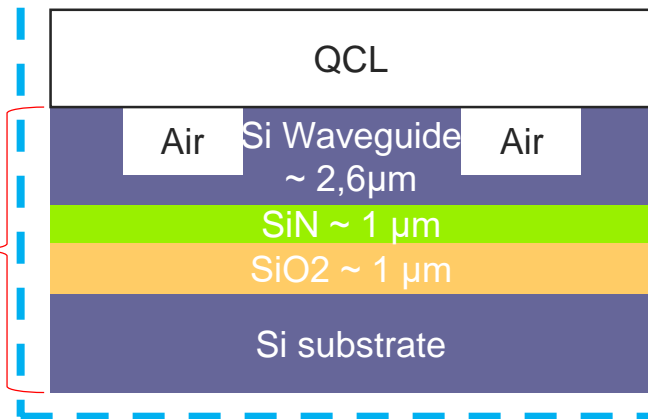 QCL
Air
Si Waveguide
Air
~ 2,6µm
SiN ~ 1 µm
SiO2 ~ 1 µm
Si substrate